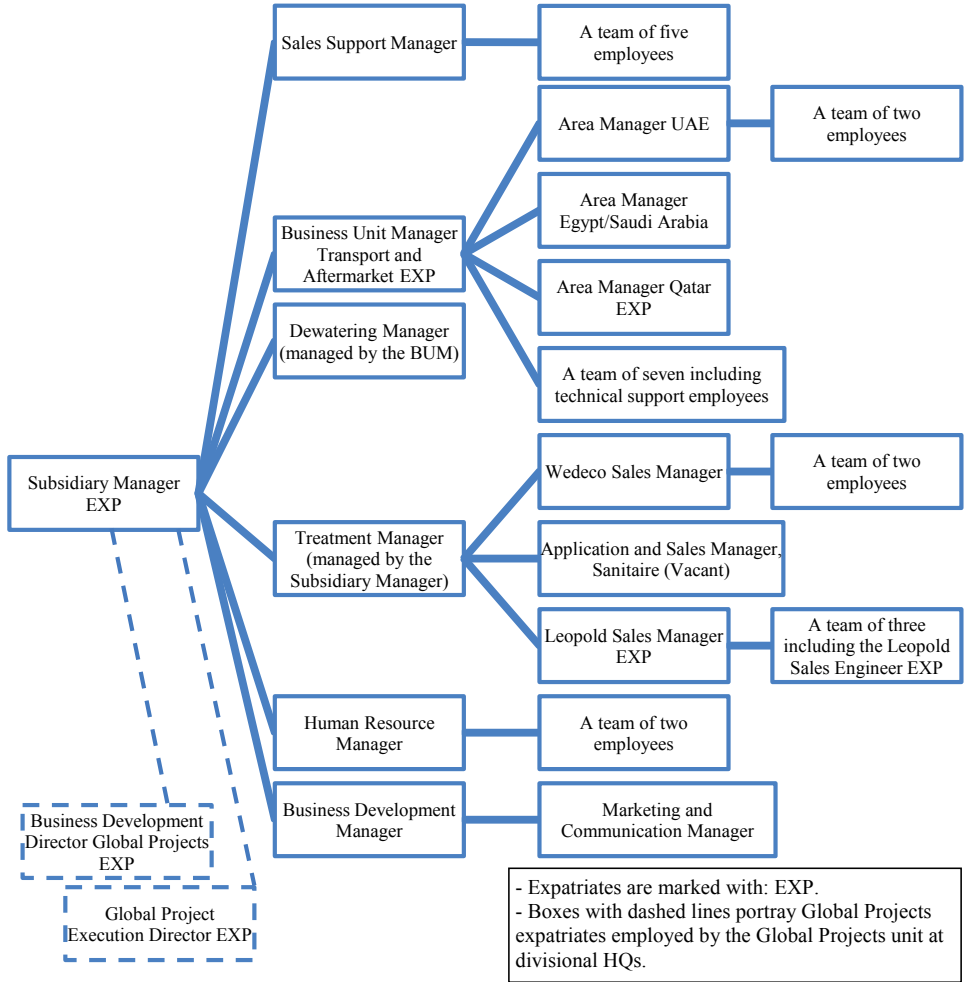 Sales Support Manager
A team of five
employees
Area Manager UAE
A team of two
employees
Area Manager
Egypt/Saudi Arabia
Business Unit Manager
Transport and
Aftermarket EXP
Area Manager Qatar
EXP
Dewatering Manager
(managed by the BUM)
A team of seven including
technical support employees
Subsidiary Manager
EXP
Wedeco Sales Manager
A team of two
employees
Treatment Manager
(managed by the
Subsidiary Manager)
Application and Sales Manager,
Sanitaire (Vacant)
Leopold Sales Manager
EXP
A team of three
including the Leopold
Sales Engineer EXP
Human Resource
Manager
A team of two
employees
Business Development
Manager
Marketing and
Communication Manager
Business Development
Director Global Projects
EXP
Global Project
Execution Director EXP
- Expatriates are marked with: EXP.
- Boxes with dashed lines portray Global Projects
expatriates employed by the Global Projects unit at
divisional HQs.